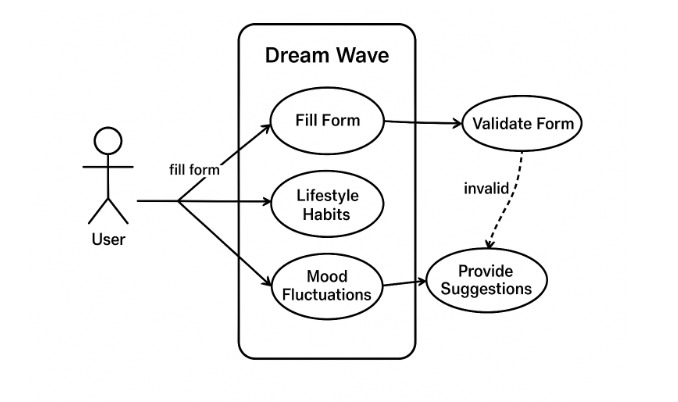 Dream Wave
Fill Form
Validate Form
fill form
invalid
Lifestyle
Habits
User
Mood
Fluctuations
Provide
Suggestions